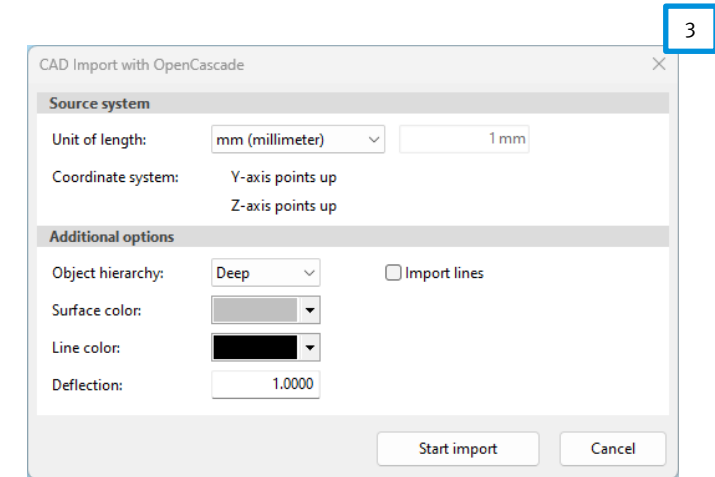 3
CAD Import with OpenCascade
Source system
Unit of length: mm (millimeter) 1 mm
Coordinate system: Y-axis points up
Z-axis points up
Additional options
Object hierarchy: Deep Import lines
Surface color:
Line color:
Deflection: 1.0000
Start import Cancel